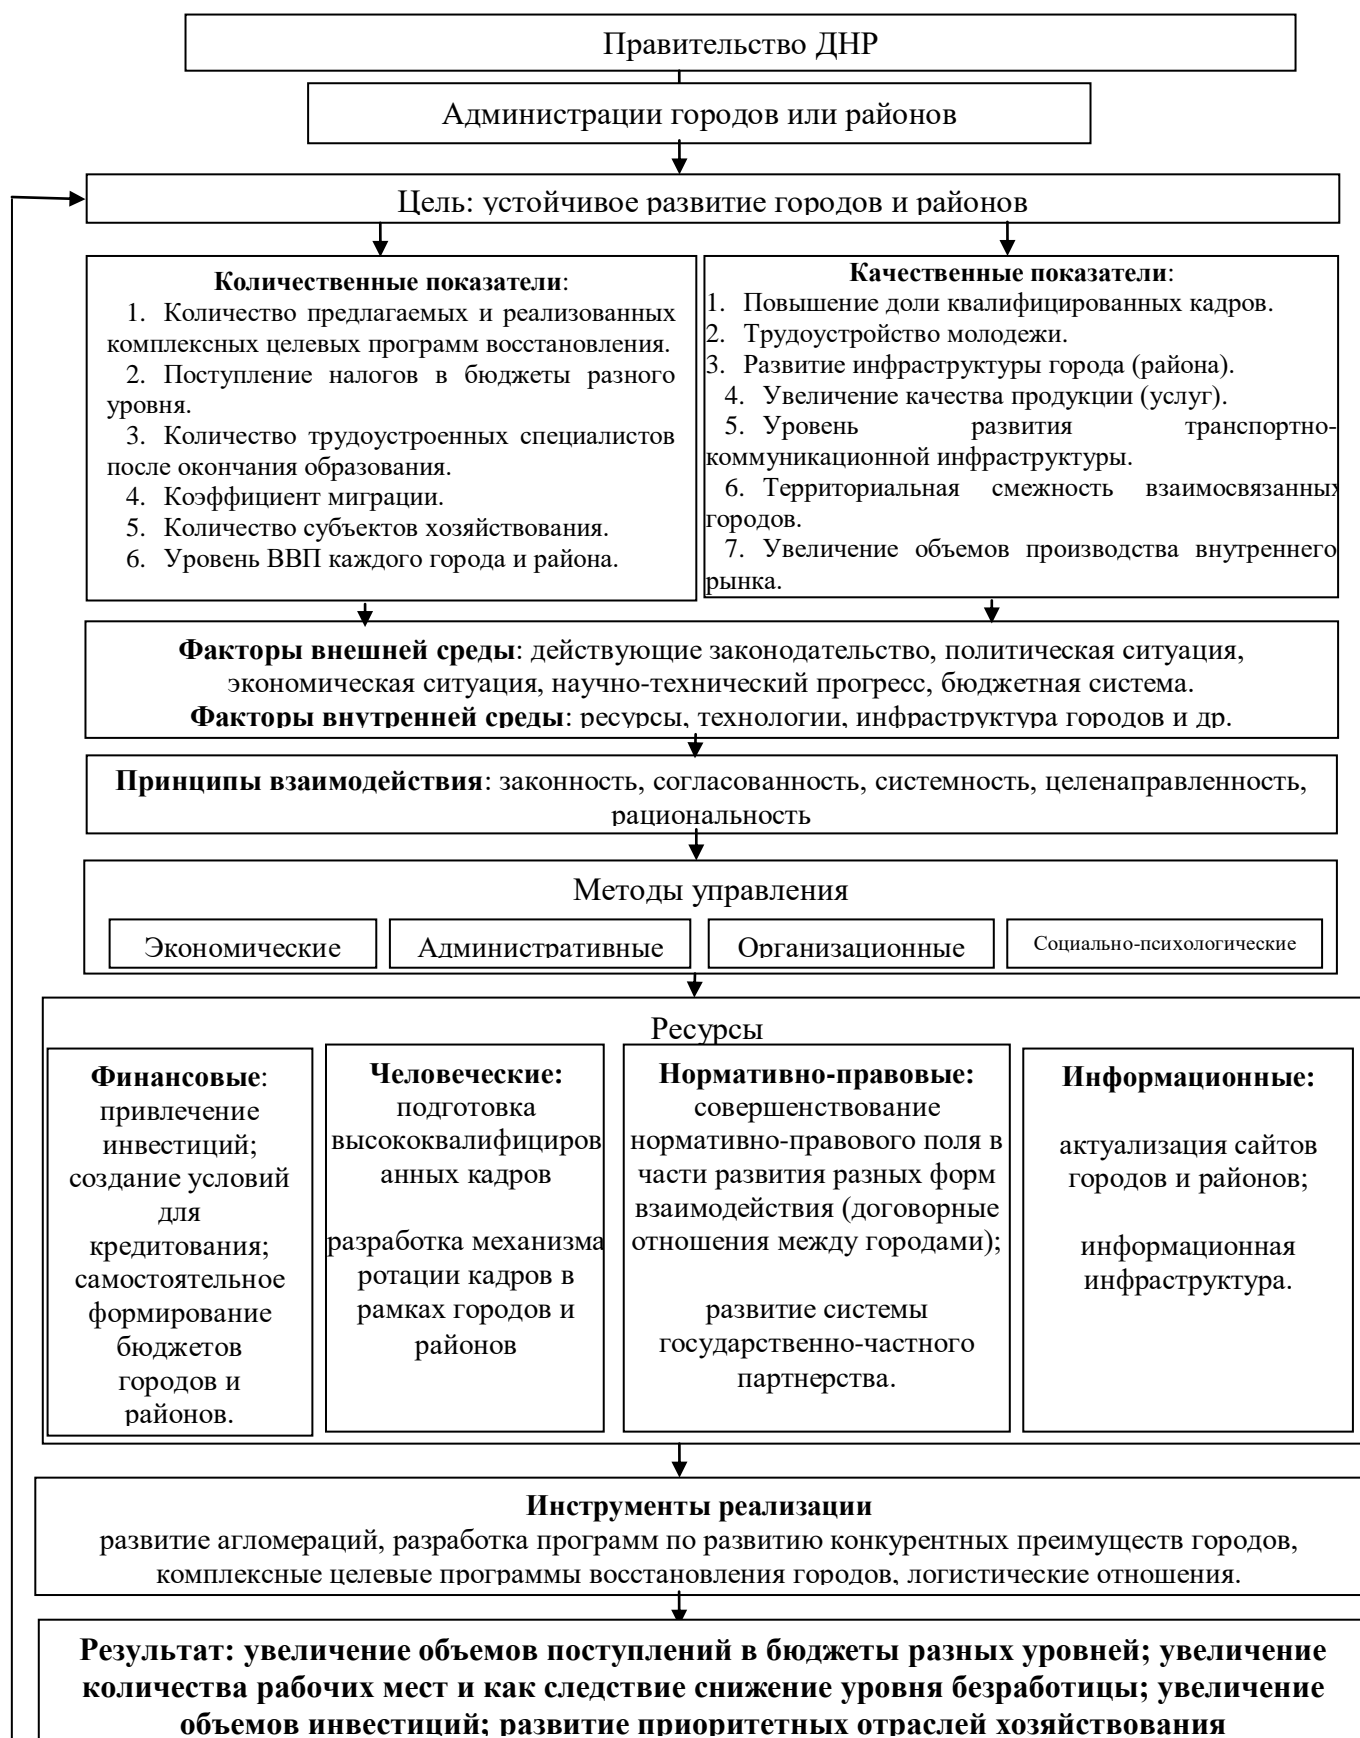 Правительство ДНР
Администрации городов или районов
Цель: устойчивое развитие городов и районов
Количественные показатели:
1. Количество предлагаемых и реализованных
комплексных целевых программ восстановления.
2. Поступление налогов в бюджеты разного
уровня.
3. Количество трудоустроенных специалистов
после окончания образования.
4. Коэффициент миграции.
5. Количество субъектов хозяйствования.
6. Уровень ВВП каждого города и района.
Качественные показатели:
1. Повышение доли квалифицированных кадров.
2. Трудоустройство молодежи.
3. Развитие инфраструктуры города (района).
4. Увеличение качества продукции (услуг).
5. Уровень развития транспортно-
коммуникационной инфраструктуры.
6. Территориальная смежность взаимосвязанных
городов.
7. Увеличение объемов производства внутреннего
рынка.
Факторы внешней среды: действующие законодательство, политическая ситуация,
экономическая ситуация, научно-технический прогресс, бюджетная система.
Факторы внутренней среды: ресурсы, технологии, инфраструктура городов и др.
Принципы взаимодействия: законность, согласованность, системность, целенаправленность,
рациональность
Методы управления
Экономические
Административные
Организационные
Социально-психологические
Ресурсы
Финансовые:
привлечение
инвестиций;
создание условий
для
кредитования;
самостоятельное
формирование
бюджетов
городов и
районов.
Человеческие:
подготовка
высококвалифициров
анных кадров
разработка механизма
ротации кадров в
рамках городов и
районов
Нормативно-правовые:
совершенствование
нормативно-правового поля в
части развития разных форм
взаимодействия (договорные
отношения между городами);
развитие системы
государственно-частного
партнерства.
Информационные:
актуализация сайтов
городов и районов;
информационная
инфраструктура.
Инструменты реализации
развитие агломераций, разработка программ по развитию конкурентных преимуществ городов,
комплексные целевые программы восстановления городов, логистические отношения.
Результат: увеличение объемов поступлений в бюджеты разных уровней; увеличение
количества рабочих мест и как следствие снижение уровня безработицы; увеличение
объемов инвестиций; развитие приоритетных отраслей хозяйствования